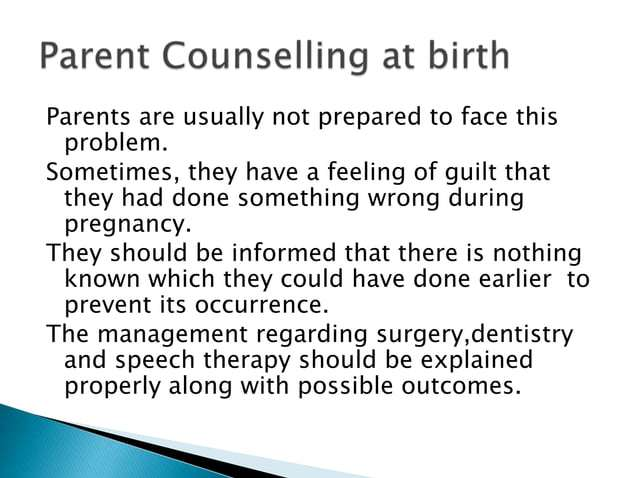 Parent Counselling at birth
Parents are usually not prepared to face this
problem.
Sometimes, they have a feeling of guilt that
they had done something wrong during
pregnancy.
They should be informed that there is nothing
known which they could have done earlier  to
prevent its occurrence.
The management regarding surgery,dentistry
and speech therapy should be explained
properly along with possible outcomes.